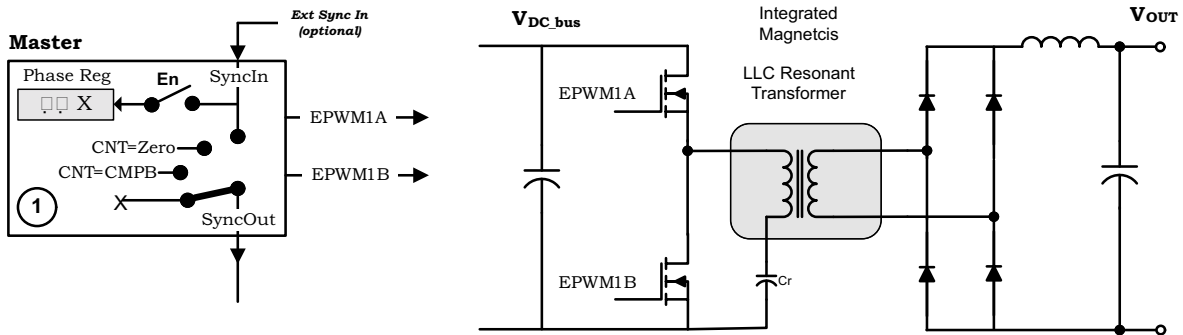 Ext Sync In
(optional)
Master
Phase Reg
En
SyncIn
X
EPWM1A
CNT=Zero
CNT=CMPB
EPWM1B
1
X
SyncOut
VDC_bus
Integrated
Magnetcis
LLC Resonant
Transformer
VOUT
EPWM1A
EPWM1B
Cr